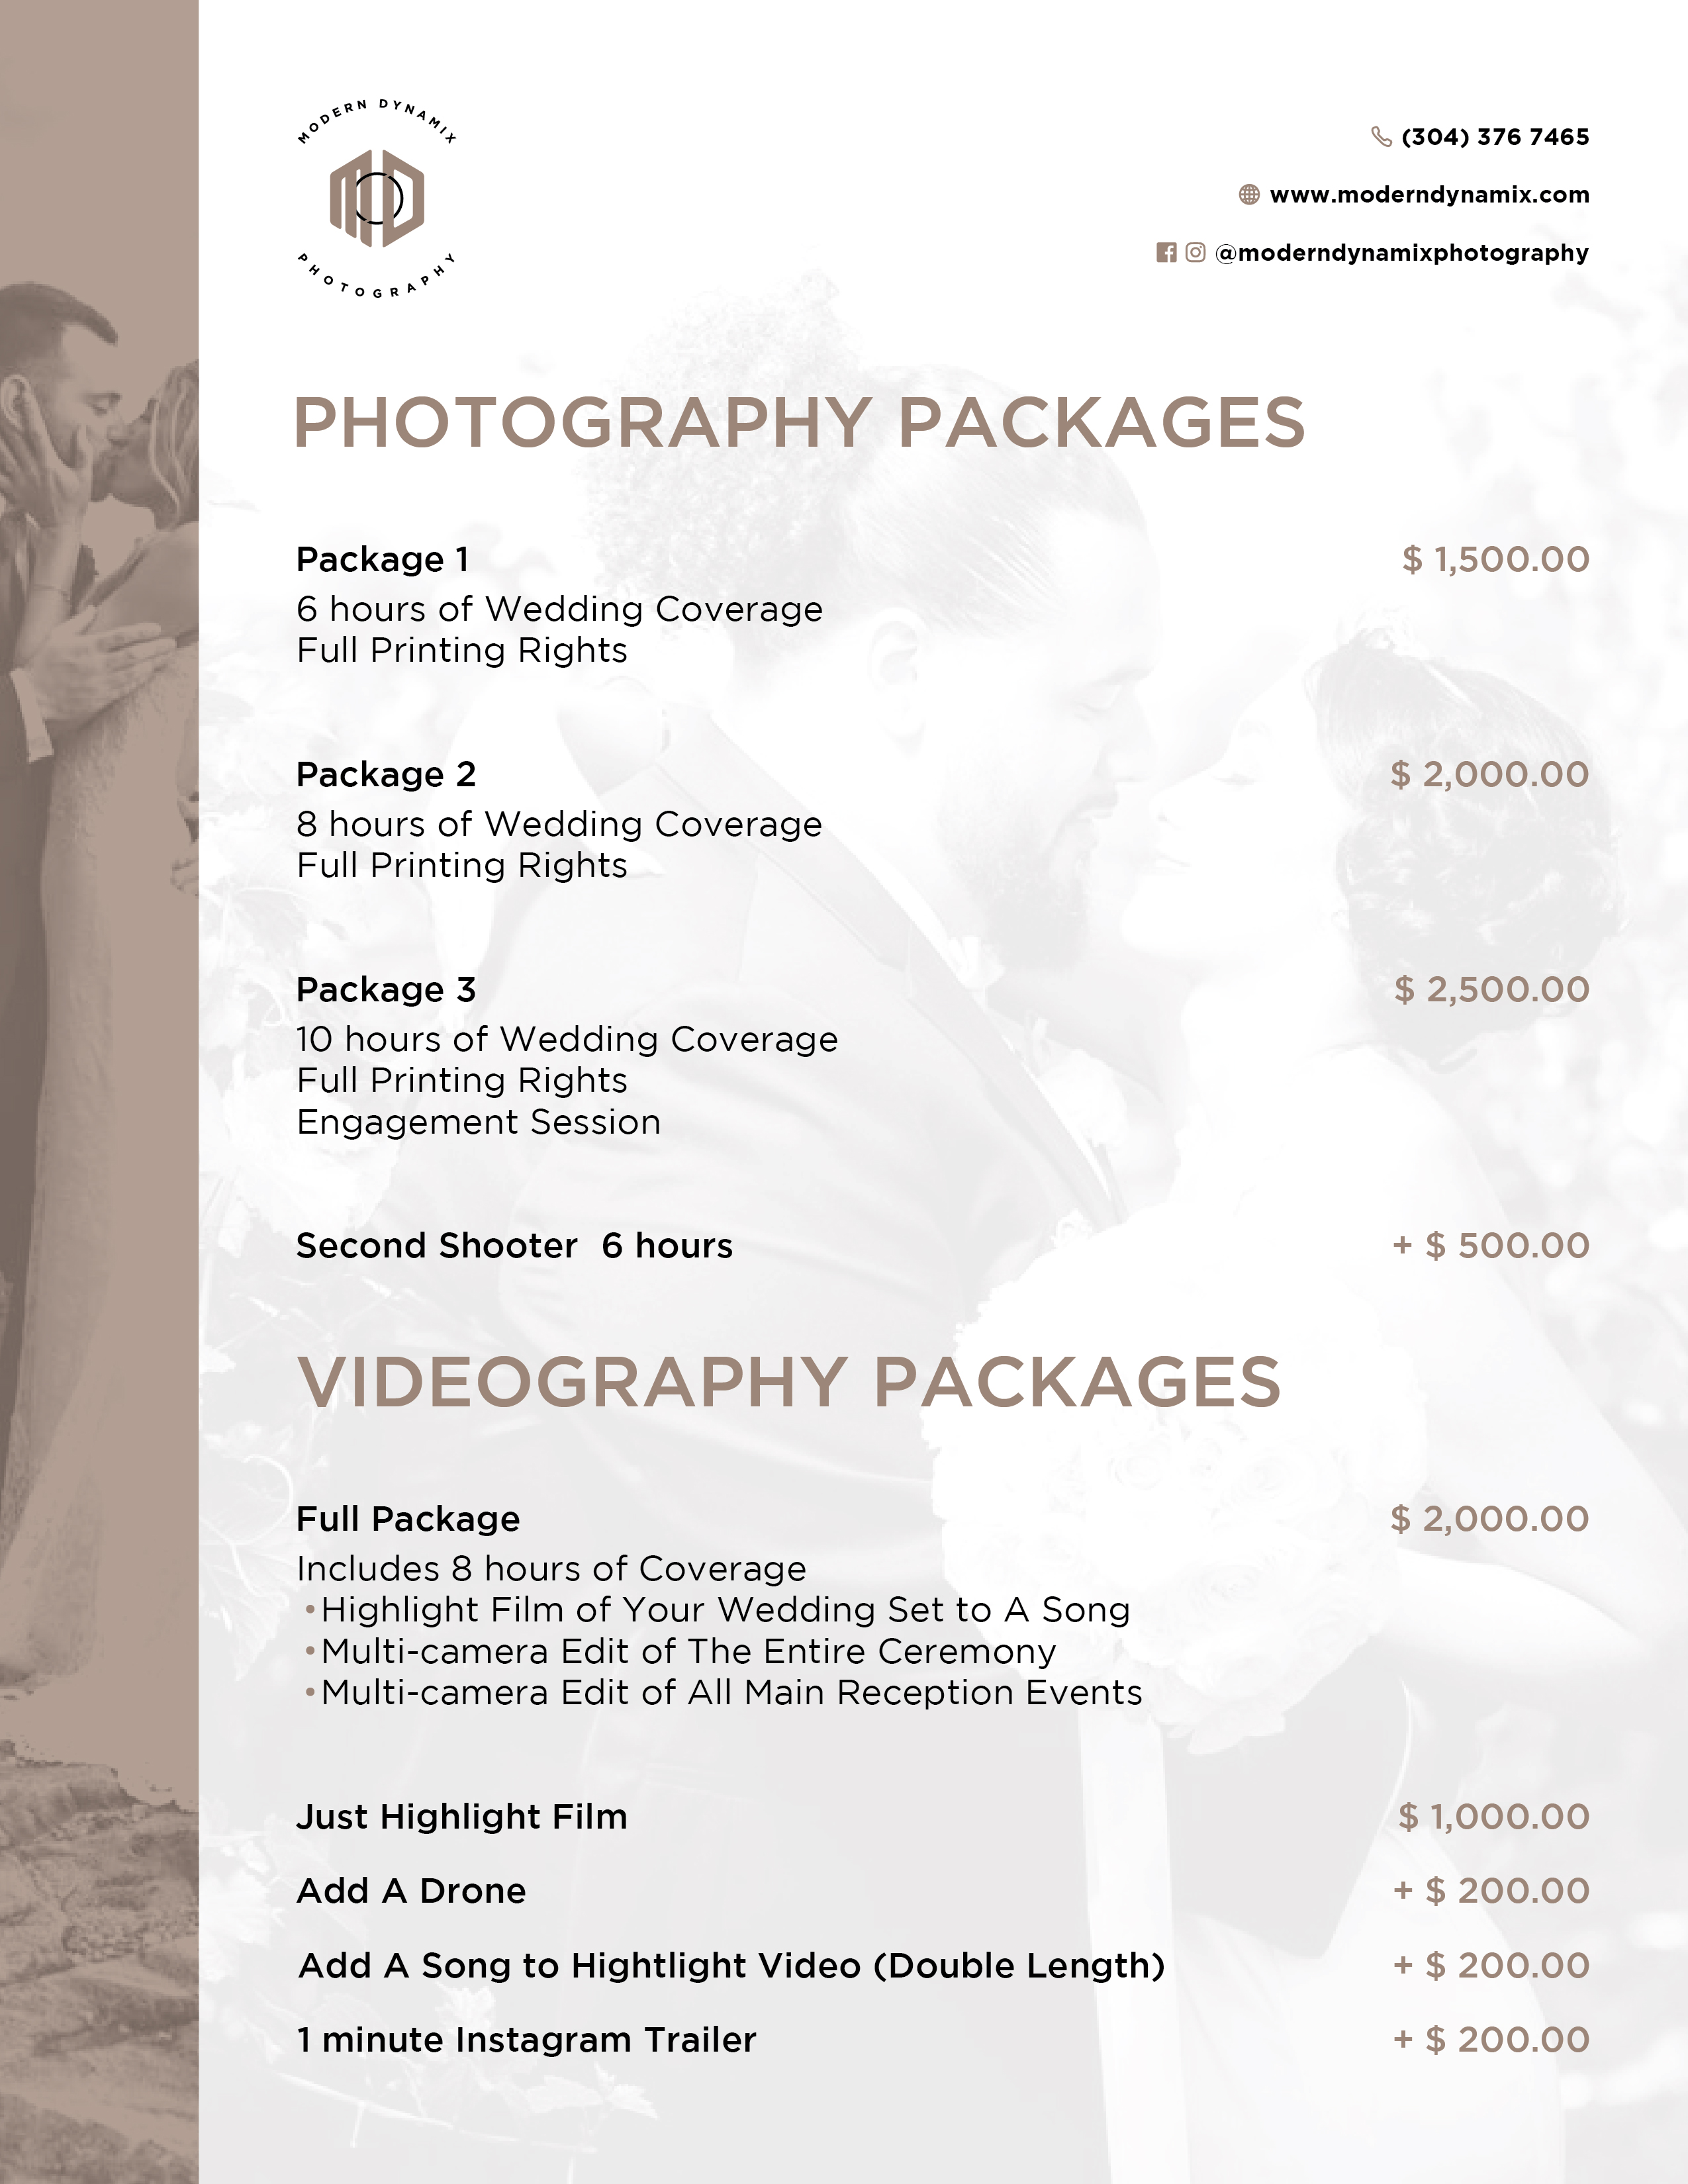 MODERN DYNAMIX
PHOTOGRAPHY
(304) 376 7465
www.moderndynamix.com
@moderndynamixphotography
PHOTOGRAPHY PACKAGES
Package 1 $ 1,500.00
6 hours of Wedding Coverage
Full Printing Rights
Package 2 $ 2,000.00
8 hours of Wedding Coverage
Full Printing Rights
Package 3 $ 2,500.00
10 hours of Wedding Coverage
Full Printing Rights
Engagement Session
Second Shooter  6 hours + $ 500.00
VIDEOGRAPHY PACKAGES
Full Package $ 2,000.00
Includes 8 hours of Coverage
•Highlight Film of Your Wedding Set to A Song
•Multi-camera Edit of The Entire Ceremony
•Multi-camera Edit of All Main Reception Events
Just Highlight Film $ 1,000.00
Add A Drone + $ 200.00
Add A Song to Hightlight Video (Double Length) + $ 200.00
1 minute Instagram Trailer + $ 200.00